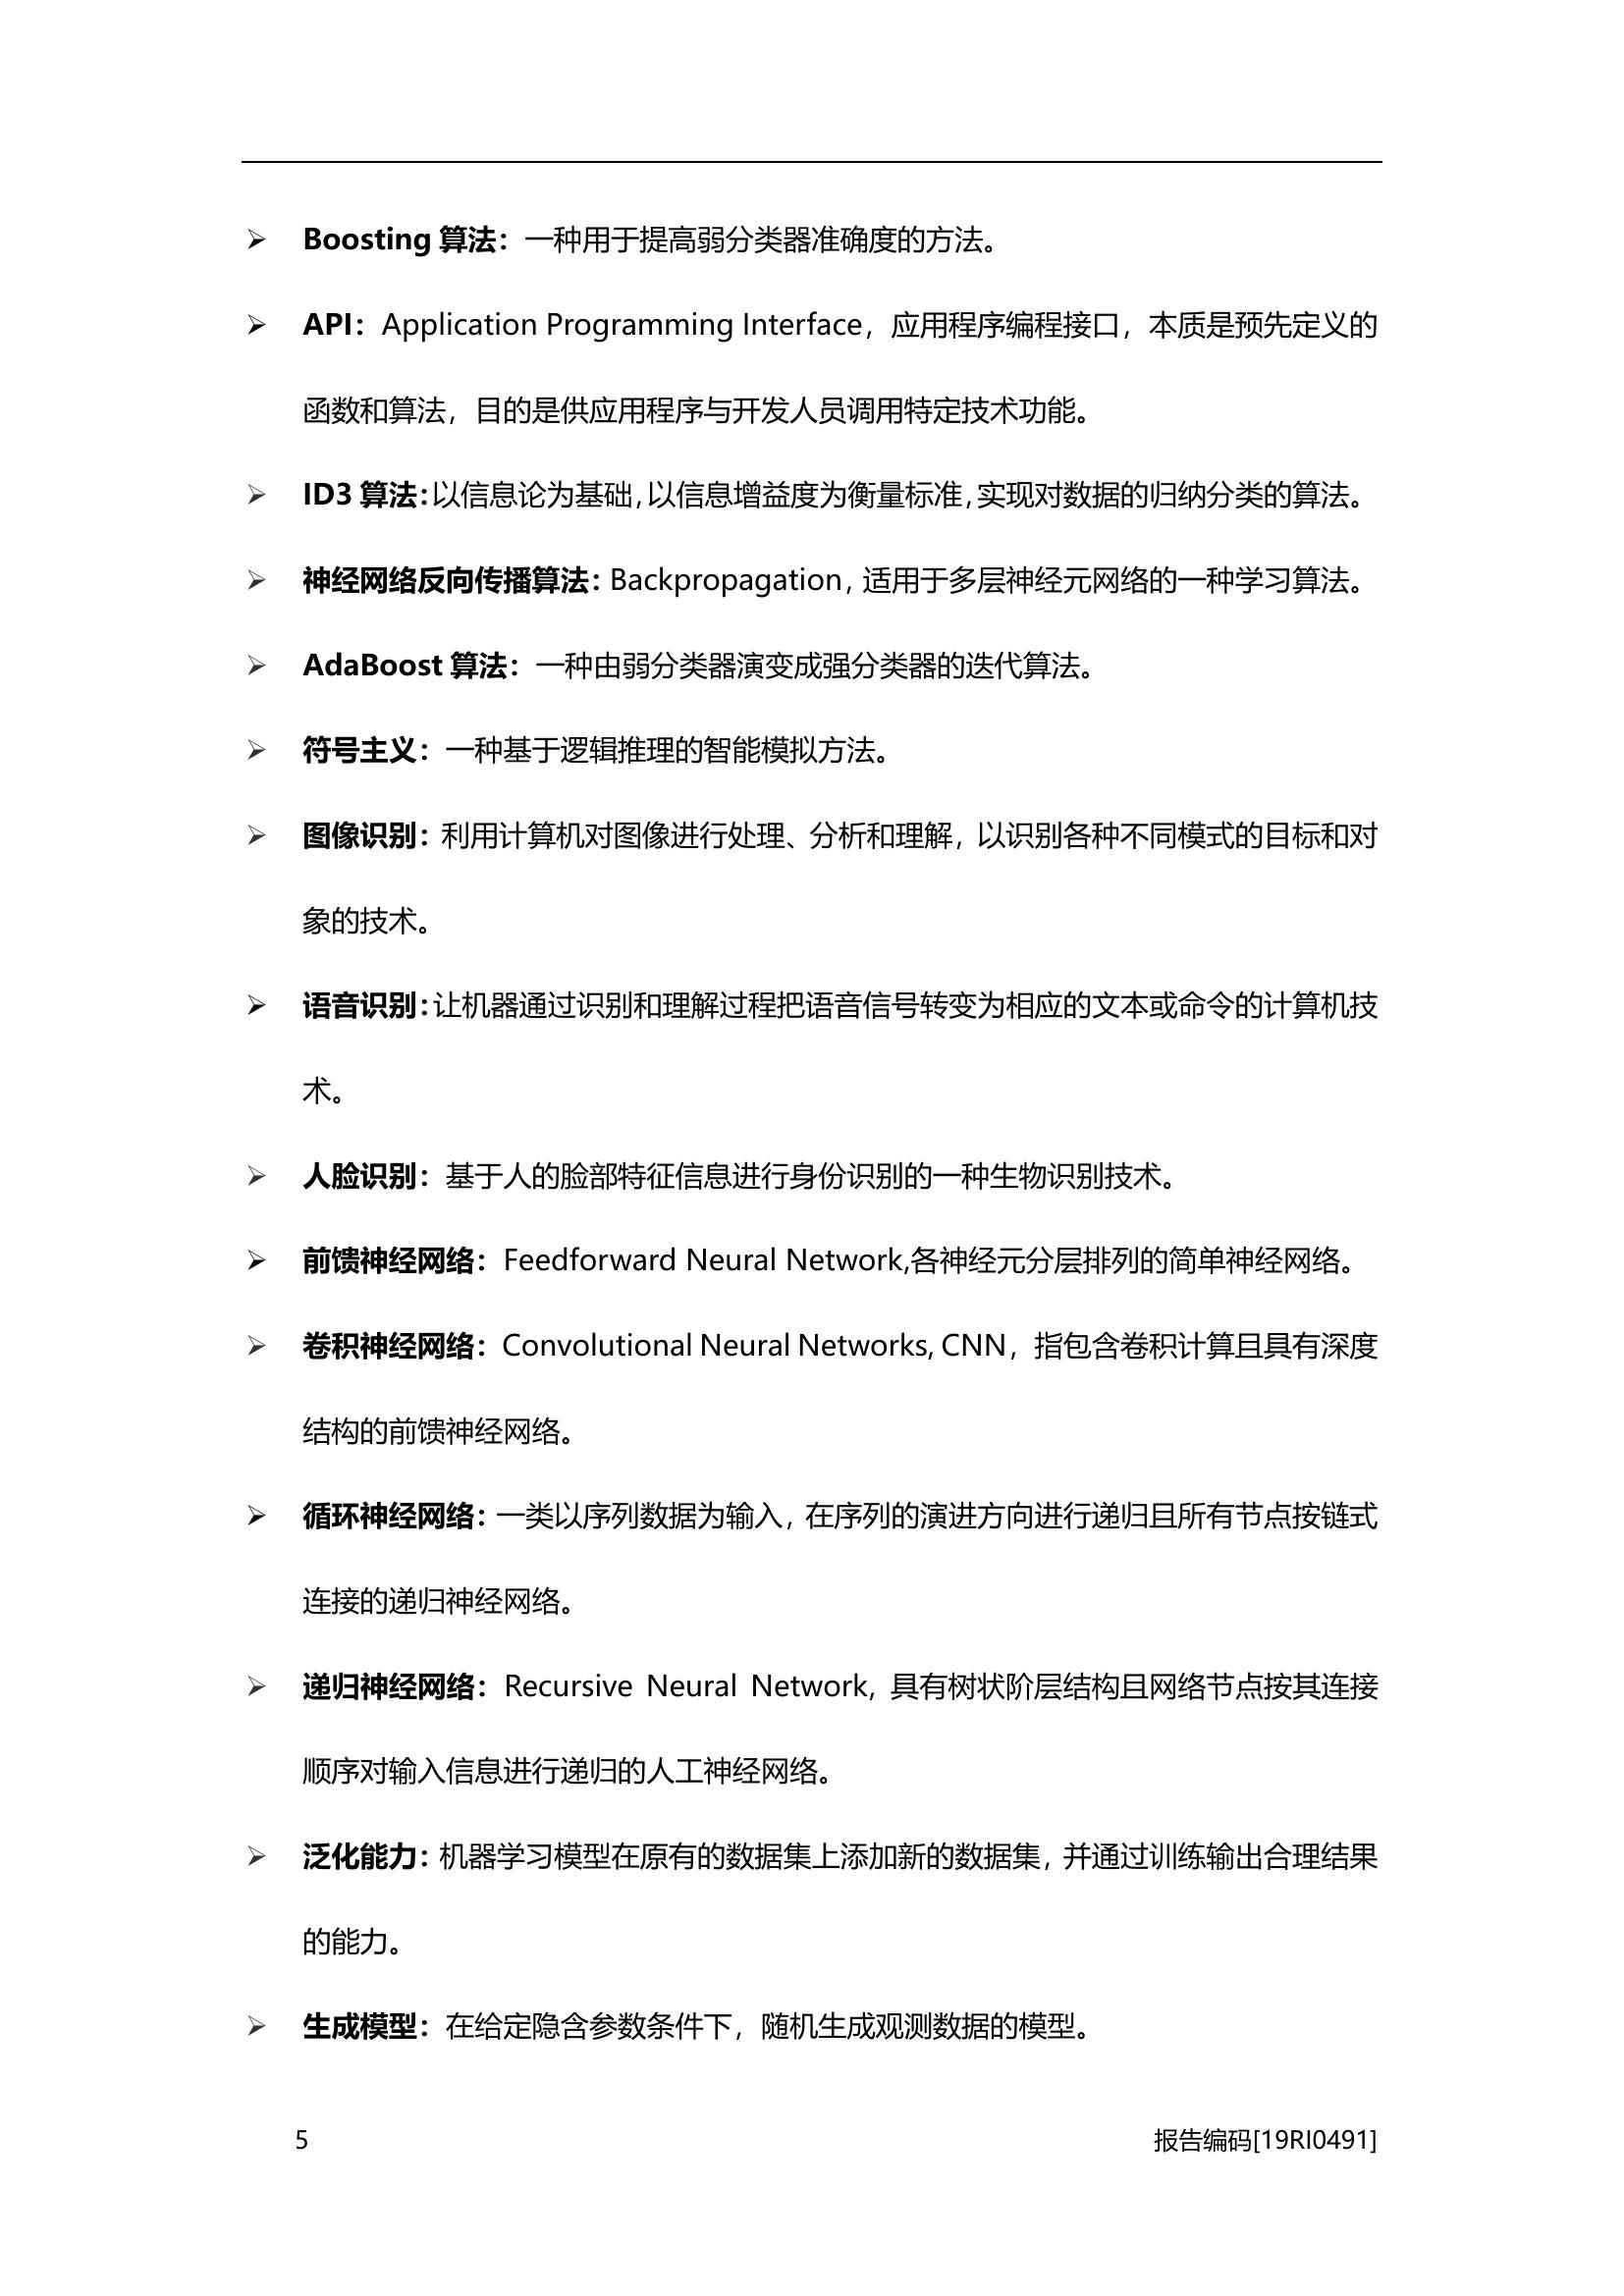 ➢ Boosting 算法：一种用于提高弱分类器准确度的方法。
➢ API：Application Programming Interface，应用程序编程接口，本质是预先定义的
函数和算法，目的是供应用程序与开发人员调用特定技术功能。
➢ ID3 算法：以信息论为基础，以信息增益度为衡量标准，实现对数据的归纳分类的算法。
➢ 神经网络反向传播算法：Backpropagation，适用于多层神经元网络的一种学习算法。
➢ AdaBoost 算法：一种由弱分类器演变成强分类器的迭代算法。
➢ 符号主义：一种基于逻辑推理的智能模拟方法。
➢ 图像识别：利用计算机对图像进行处理、分析和理解，以识别各种不同模式的目标和对
象的技术。
➢ 语音识别：让机器通过识别和理解过程把语音信号转变为相应的文本或命令的计算机技
术。
➢ 人脸识别：基于人的脸部特征信息进行身份识别的一种生物识别技术。
➢ 前馈神经网络：Feedforward Neural Network,各神经元分层排列的简单神经网络。
➢ 卷积神经网络：Convolutional Neural Networks, CNN，指包含卷积计算且具有深度
结构的前馈神经网络。
➢ 循环神经网络：一类以序列数据为输入，在序列的演进方向进行递归且所有节点按链式
连接的递归神经网络。
➢ 递归神经网络：Recursive Neural Network，具有树状阶层结构且网络节点按其连接
顺序对输入信息进行递归的人工神经网络。
➢ 泛化能力：机器学习模型在原有的数据集上添加新的数据集，并通过训练输出合理结果
的能力。
➢ 生成模型：在给定隐含参数条件下，随机生成观测数据的模型。
5 报告编码[19RI0491]